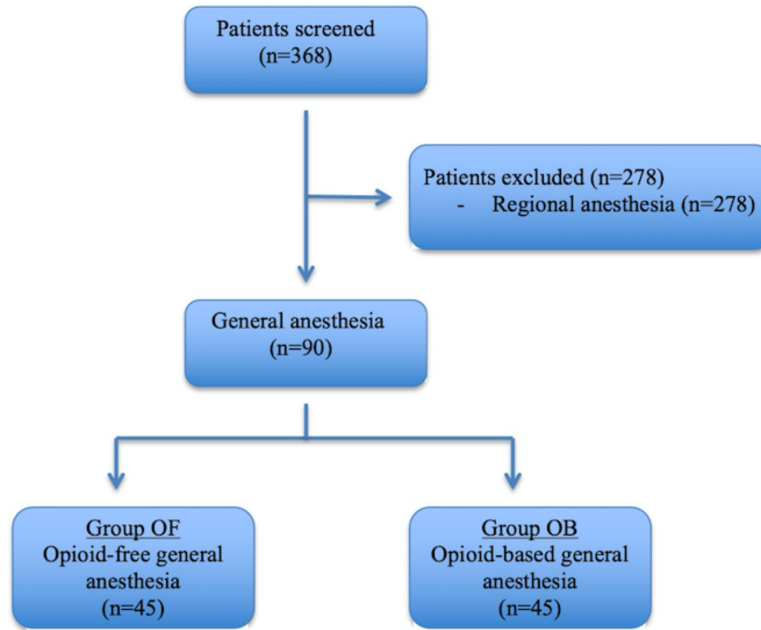 Patients screened
(n=368)
Patients excluded (n=278)
- Regional anesthesia (n=278)
General anesthesia
(n=90)
Group OF
Opioid-free general
anesthesia
(n=45)
Group OB
Opioid-based general
anesthesia
(n=45)